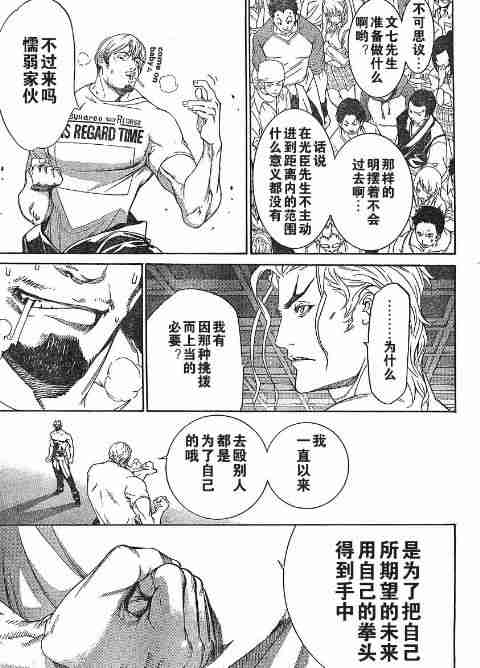 不可思议…
文七先生
准备做什
么
啊哟？
那样的
明摆着不会
过去啊…
话说
在光臣先生不主动
进到距离内的范围
什么意义都没有
不过来吗
懦弱家伙
come on
baby♪
IS REGARD TIME
………
为什么
我有
因那种挑拨
而上当的
必要？
我
一直以来
去殴别人
都是
为了自己
的哦
是为了把自己
所期望的未来
用自己的拳头
得到手中